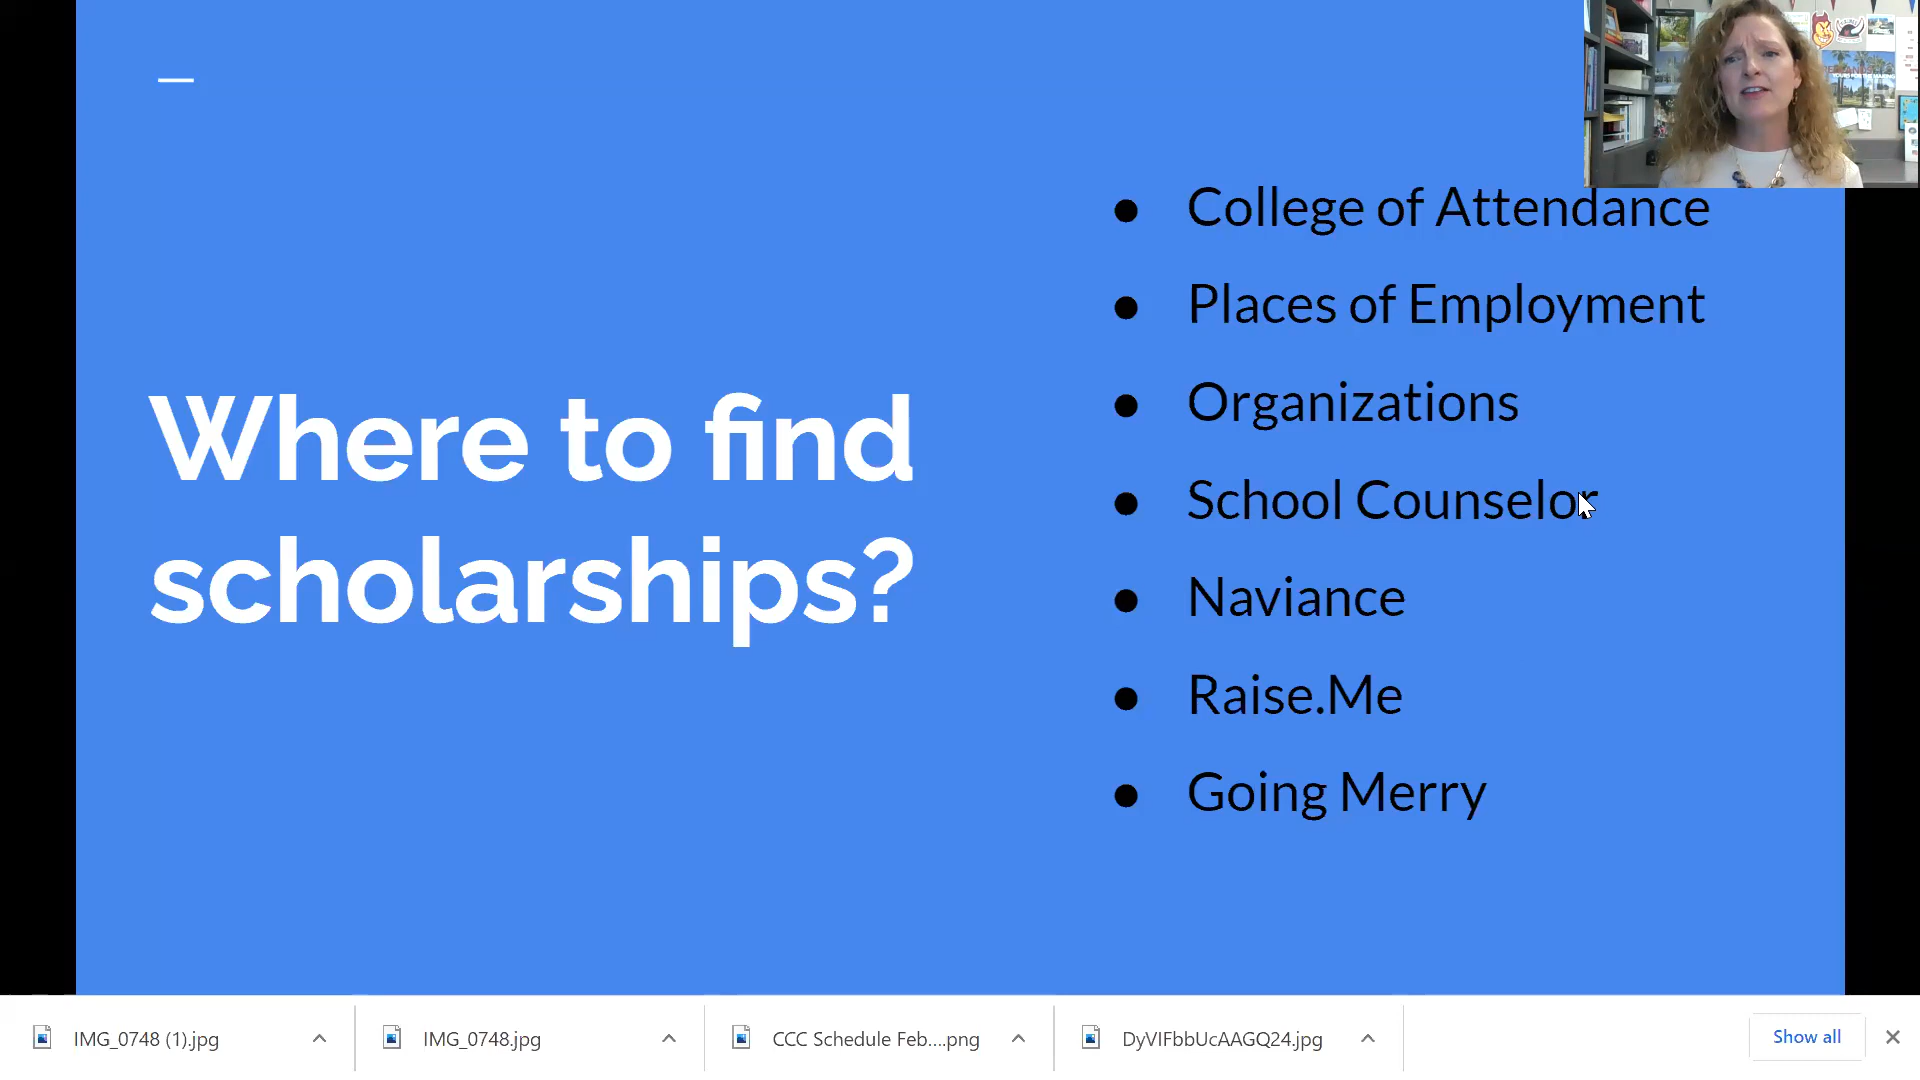 Where to find
scholarships?
College of Attendance
Places of Employment
Organizations
School Counselor
Naviance
Raise.Me
Going Merry
IMG_0748 (1).jpg
IMG_0748.jpg
CCC Schedule Feb....png
DyVIFbbUcAAGQ24.jpg
Show all